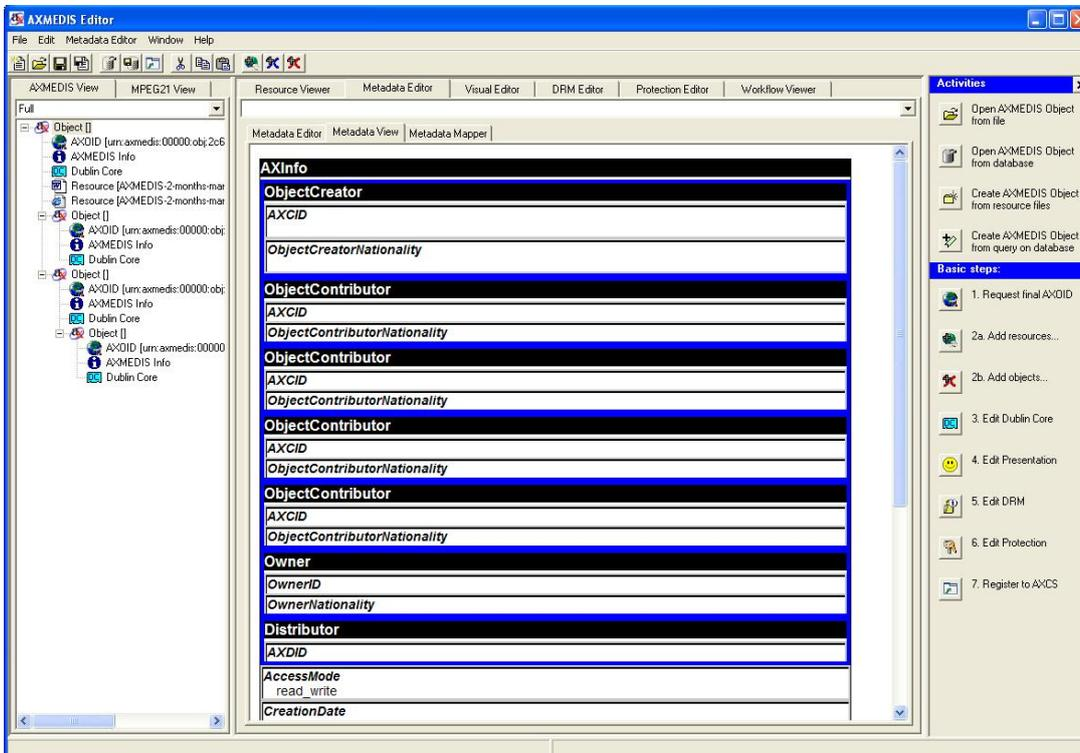 AXMEDIS Editor
File Edit Metadata Editor Window Help
AXMEDIS View MPEG21 View
Full
Object []
AXOID [urn:axmedis:00000:obj:2c6
AXMEDIS Info
Dublin Core
Resource [AXMEDIS-2-months-mar
Resource [AXMEDIS-2-months-mar
Object []
AXOID [urn:axmedis:00000:obj:
AXMEDIS Info
Dublin Core
Object []
AXOID [urn:axmedis:00000:obj:
AXMEDIS Info
Dublin Core
Object []
AXOID [urn:axmedis:00000
AXMEDIS Info
Dublin Core
Resource Viewer Metadata Editor Visual Editor DRM Editor Protection Editor Workflow Viewer
Metadata Editor Metadata View Metadata Mapper
AXInfo
ObjectCreator
AXCID
ObjectCreatorNationality
ObjectContributor
AXCID
ObjectContributorNationality
ObjectContributor
AXCID
ObjectContributorNationality
ObjectContributor
AXCID
ObjectContributorNationality
ObjectContributor
AXCID
ObjectContributorNationality
Owner
OwnerID
OwnerNationality
Distributor
AXDID
AccessMode
read_write
CreationDate
Activities
Open AXMEDIS Object
from file
Open AXMEDIS Object
from database
Create AXMEDIS Object
from resource files
Create AXMEDIS Object
from query on database
Basic steps:
1. Request final AXOID
2a. Add resources...
2b. Add objects...
3. Edit Dublin Core
4. Edit Presentation
5. Edit DRM
6. Edit Protection
7. Register to AXCS